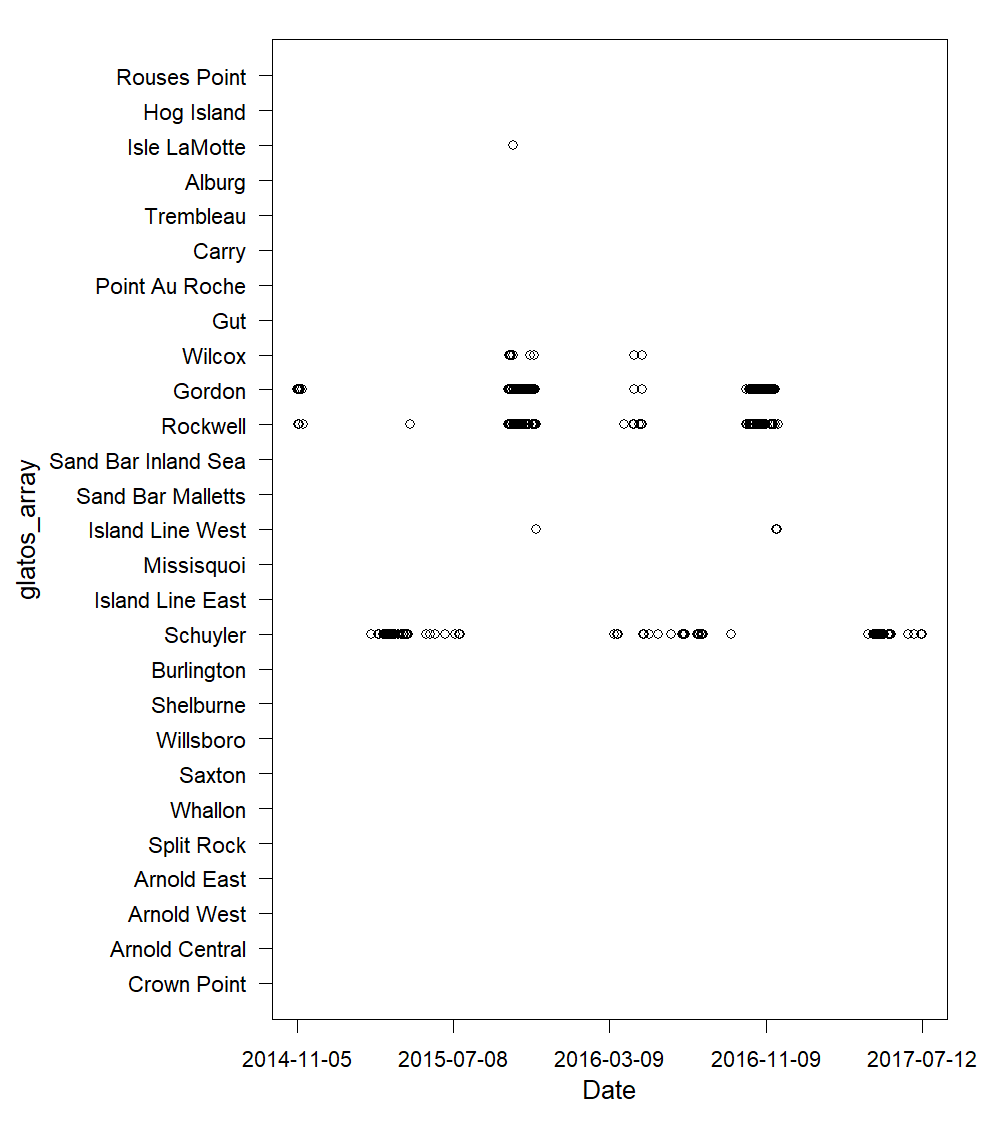 Rouses Point
Hog Island
Isle LaMotte
Alburg
Trembleau
Carry
Point Au Roche
Gut
Wilcox
Gordon
Rockwell
Sand Bar Inland Sea
Sand Bar Malletts
Island Line West
Missisquoi
Island Line East
Schuyler
Burlington
Shelburne
Willsboro
Saxton
Whallon
Split Rock
Arnold East
Arnold West
Arnold Central
Crown Point
glatos_array
2014-11-05 2015-07-08 2016-03-09 2016-11-09 2017-07-12
Date